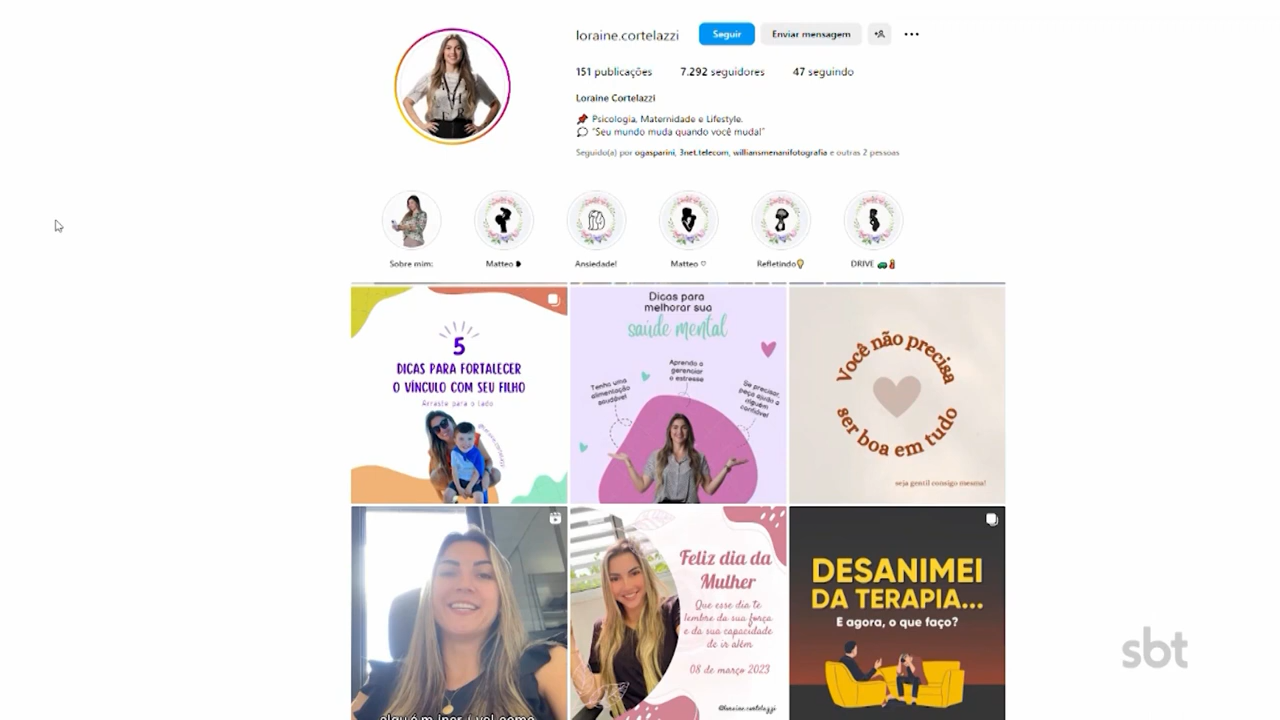 loraine.cortelazzi
Seguir
Enviar mensagem
151 publicações
7.292 seguidores
47 seguindo
Loraine Cortelazzi
Psicologia, Maternidade e Lifestyle.
"Seu mundo muda quando você muda!"
Seguido(a) por ogasparini, 3net.telecom, williansmenanifotografia e outras 2 pessoas
Sobre mim:
Matteo
Ansiedade!
Matteo ♡
Refletindo
DRIVE
5
DICAS PARA FORTALECER
O VÍNCULO COM SEU FILHO
Arraste para o lado
Dicas para
melhorar sua
saúde mental
Tenha uma
alimentação
saudável
Aprenda a
gerenciar
o estresse
Se precisar,
peça ajuda a
alguém
confiável
Você não precisa
ser boa em tudo
seja gentil consigo mesma!
Feliz dia da
Mulher
Que esse dia te
lembre da sua força
e da sua capacidade
de ir além
08 de março 2023
@loraine.cortelazzi
DESANIMEI
DA TERAPIA...
E agora, o que faço?
sbt